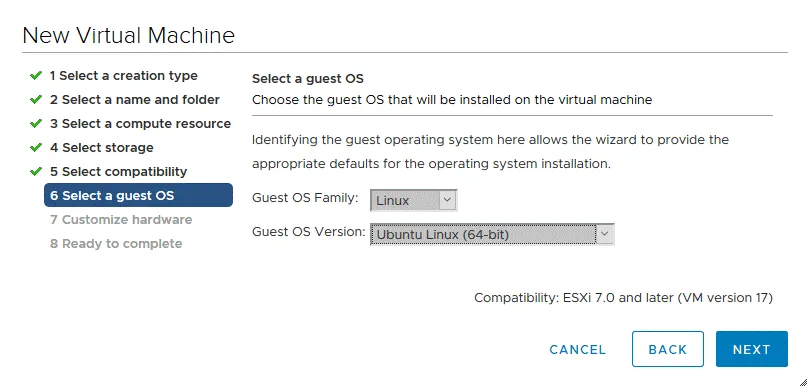 New Virtual Machine
1 Select a creation type
2 Select a name and folder
3 Select a compute resource
4 Select storage
5 Select compatibility
6 Select a guest OS
7 Customize hardware
8 Ready to complete
Select a guest OS
Choose the guest OS that will be installed on the virtual machine
Identifying the guest operating system here allows the wizard to provide the
appropriate defaults for the operating system installation.
Guest OS Family: Linux
Guest OS Version: Ubuntu Linux (64-bit)
Compatibility: ESXi 7.0 and later (VM version 17)
CANCEL BACK NEXT